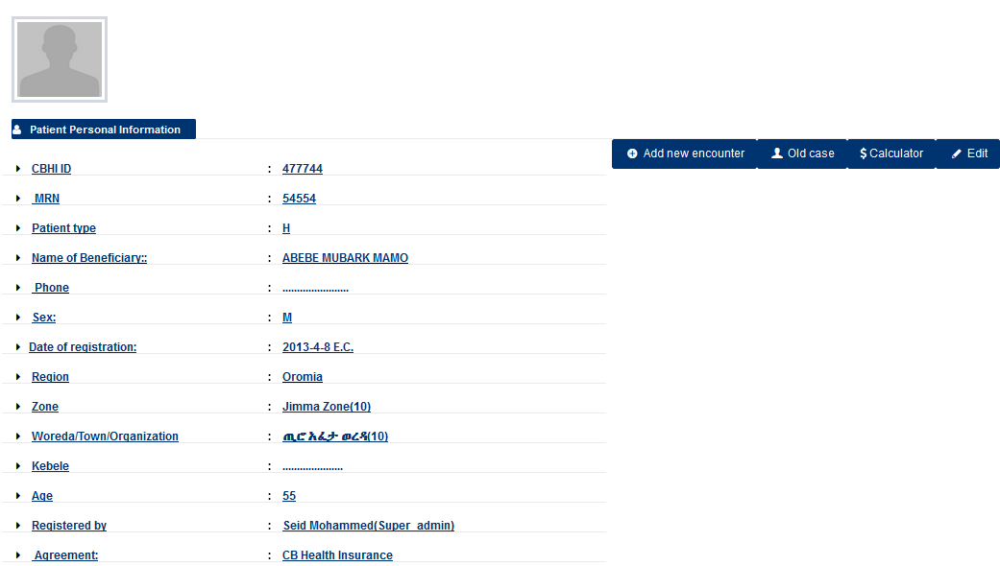 Patient Personal Information
Add new encounter Old case $ Calculator Edit
CBHI ID : 477744
MRN : 54554
Patient type : H
Name of Beneficiary:: : ABEBE MUBARK MAMO
Phone : .......................
Sex: : M
Date of registration: : 2013-4-8 E.C.
Region : Oromia
Zone : Jimma Zone(10)
Woreda/Town/Organization : ጢሮ አፈታ ወረዳ(10)
Kebele : .....................
Age : 55
Registered by : Seid Mohammed(Super_admin)
Agreement: : CB Health Insurance